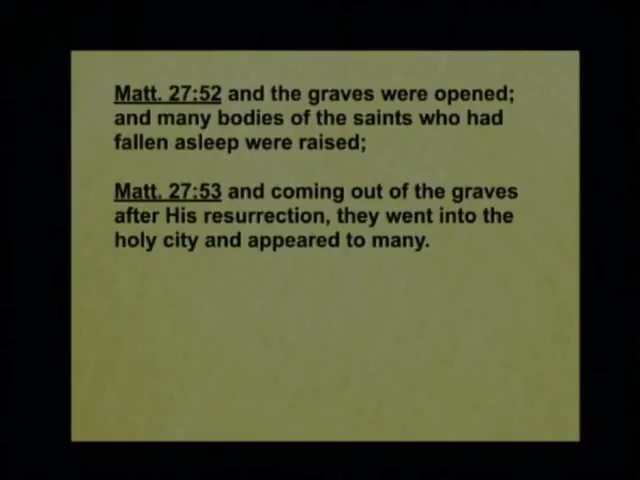 Matt. 27:52 and the graves were opened;
and many bodies of the saints who had
fallen asleep were raised;
Matt. 27:53 and coming out of the graves
after His resurrection, they went into the
holy city and appeared to many.